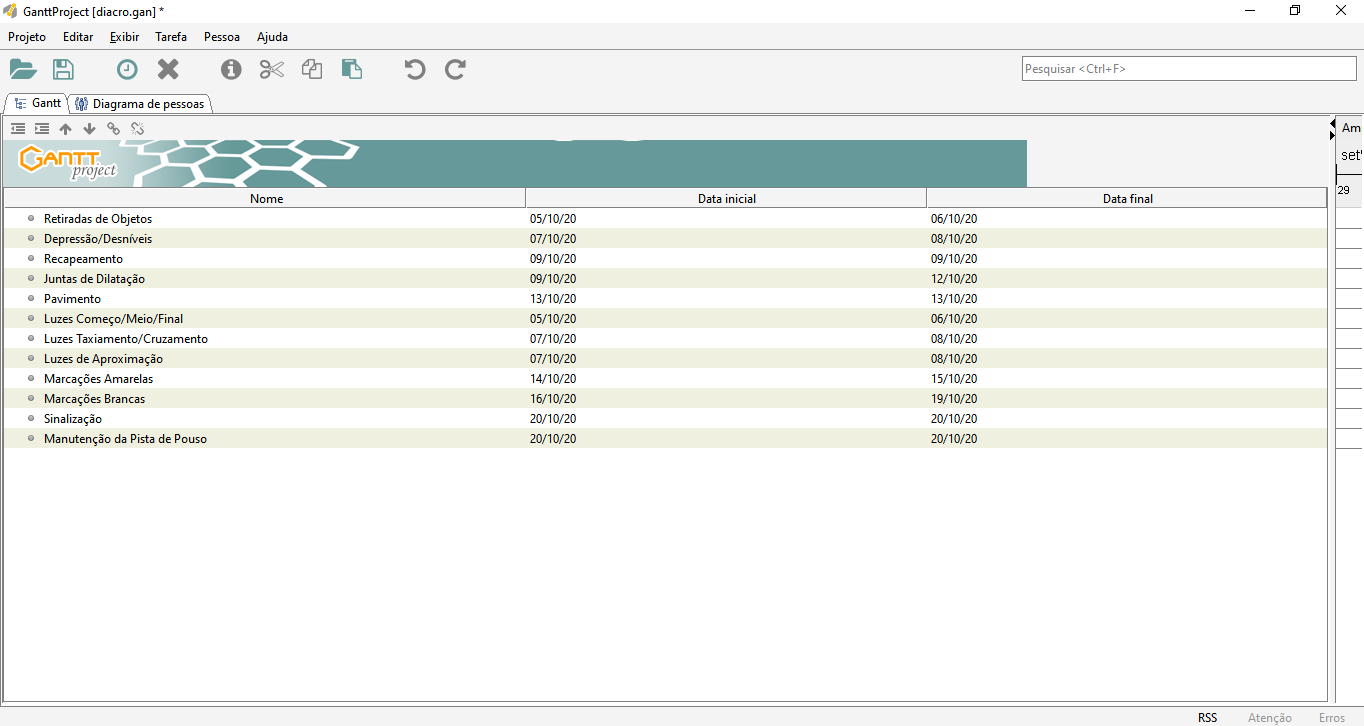 GanttProject [diacro.gan] *
Projeto Editar Exibir Tarefa Pessoa Ajuda
Pesquisar <Ctrl+F>
Gantt Diagrama de pessoas
Am
GANTT project
set'
29
Nome Data inicial Data final
Retiradas de Objetos 05/10/20 06/10/20
Depressão/Desníveis 07/10/20 08/10/20
Recapeamento 09/10/20 09/10/20
Juntas de Dilatação 09/10/20 12/10/20
Pavimento 13/10/20 13/10/20
Luzes Começo/Meio/Final 05/10/20 06/10/20
Luzes Taxiamento/Cruzamento 07/10/20 08/10/20
Luzes de Aproximação 07/10/20 08/10/20
Marcações Amarelas 14/10/20 15/10/20
Marcações Brancas 16/10/20 19/10/20
Sinalização 20/10/20 20/10/20
Manutenção da Pista de Pouso 20/10/20 20/10/20
RSS Atenção Erros